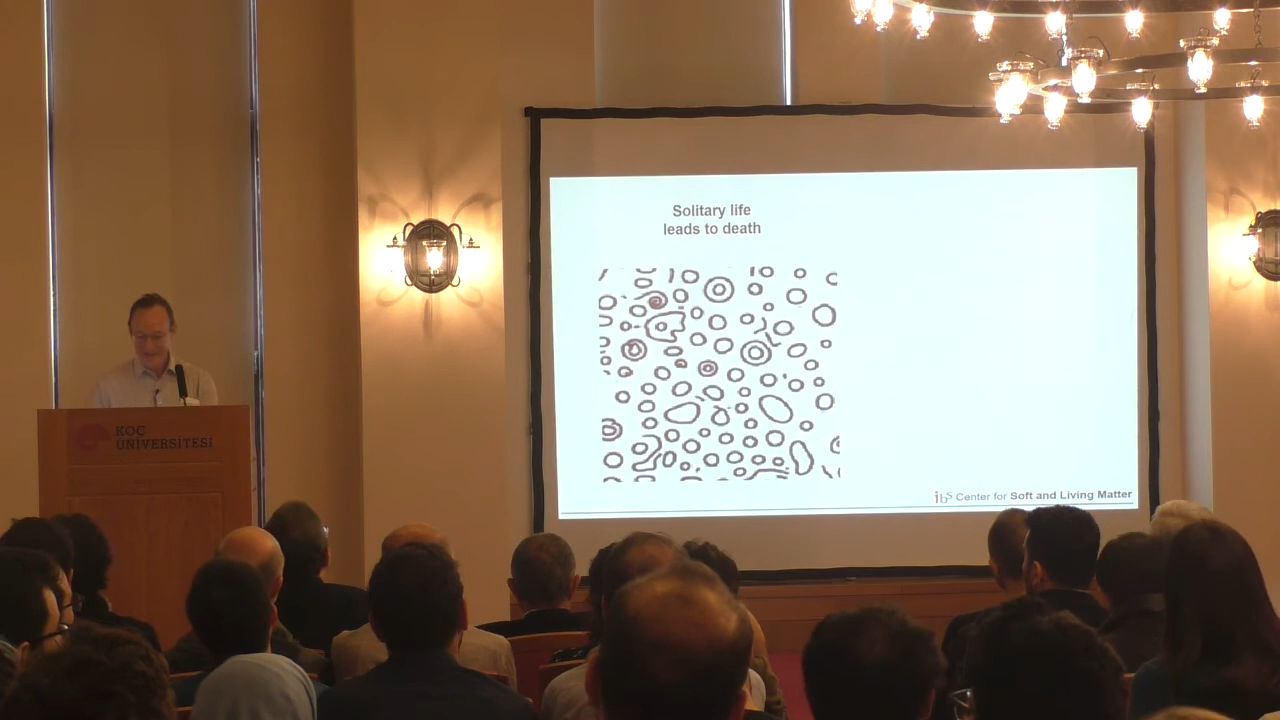 Solitary life
leads to death
KOÇ
ÜNİVERSİTESİ
ibs Center for Soft and Living Matter